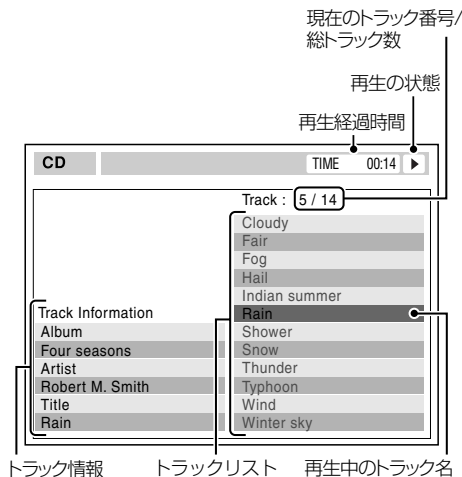 現在のトラック番号/
総トラック数
再生の状態
再生経過時間
CD
TIME 00:14
Track : 5 / 14
Cloudy
Fair
Fog
Hail
Indian summer
Rain
Shower
Snow
Thunder
Typhoon
Wind
Winter sky
Track Information
Album
Four seasons
Artist
Robert M. Smith
Title
Rain
トラック情報
トラックリスト
再生中のトラック名